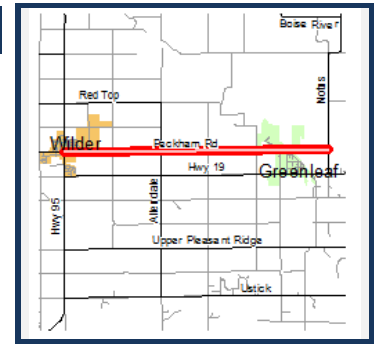 Boise River
Notus
Red Top
Wilder
Peckham Rd
Hwy 19
Greenleaf
Hwy 95
Allendale
Upper Pleasant Ridge
Ustick